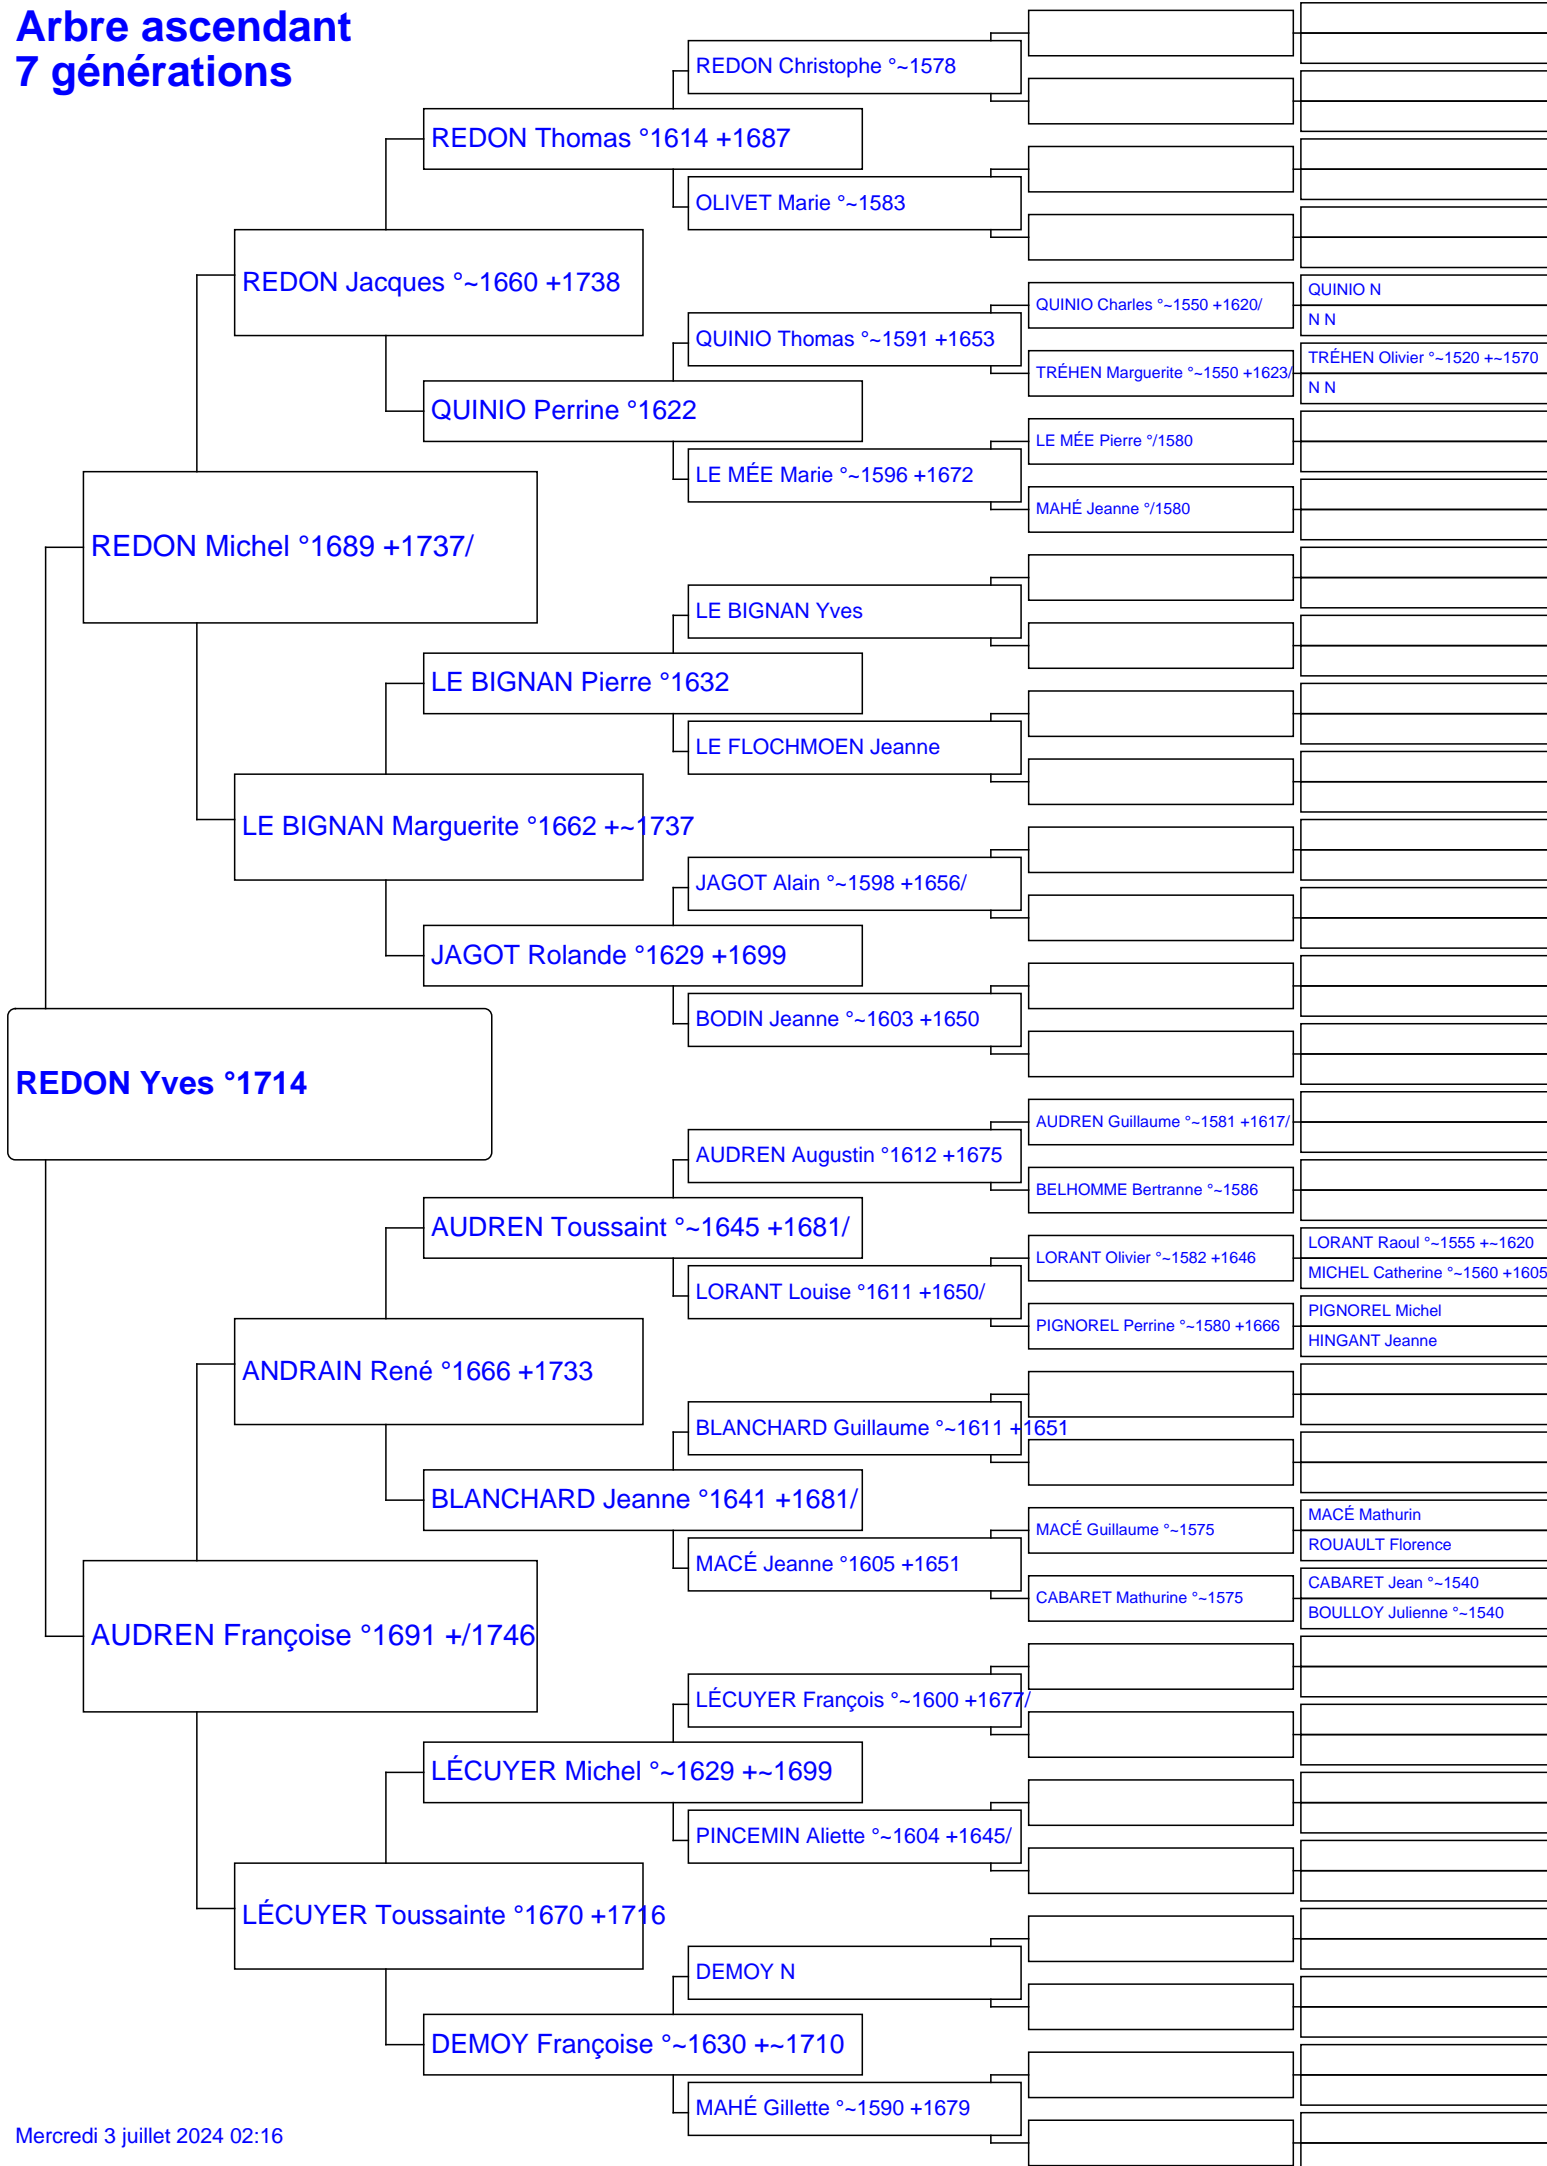 Arbre ascendant
7 générations
REDON Christophe °~1578
REDON Thomas °1614 +1687
OLIVET Marie °~1583
REDON Jacques °~1660 +1738
QUINIO N
QUINIO Charles °~1550 +1620/
N N
QUINIO Thomas °~1591 +1653
TRÉHEN Olivier °~1520 +~1570
TRÉHEN Marguerite °~1550 +1623/
N N
QUINIO Perrine °1622
LE MÉE Pierre °/1580
LE MÉE Marie °~1596 +1672
MAHÉ Jeanne °/1580
REDON Michel °1689 +1737/
LE BIGNAN Yves
LE BIGNAN Pierre °1632
LE FLOCHMOEN Jeanne
LE BIGNAN Marguerite °1662 +~1737
JAGOT Alain °~1598 +1656/
JAGOT Rolande °1629 +1699
BODIN Jeanne °~1603 +1650
REDON Yves °1714
AUDREN Guillaume °~1581 +1617/
AUDREN Augustin °1612 +1675
BELHOMME Bertranne °~1586
AUDREN Toussaint °~1645 +1681/
LORANT Raoul °~1555 +~1620
LORANT Olivier °~1582 +1646
MICHEL Catherine °~1560 +1605
LORANT Louise °1611 +1650/
PIGNOREL Michel
PIGNOREL Perrine °~1580 +1666
HINGANT Jeanne
ANDRAIN René °1666 +1733
BLANCHARD Guillaume °~1611 +1651
BLANCHARD Jeanne °1641 +1681/
MACÉ Mathurin
MACÉ Guillaume °~1575
ROUAULT Florence
MACÉ Jeanne °1605 +1651
CABARET Jean °~1540
CABARET Mathurine °~1575
BOULLOY Julienne °~1540
AUDREN Françoise °1691 +/1746
LÉCUYER François °~1600 +1677/
LÉCUYER Michel °~1629 +~1699
PINCEMIN Aliette °~1604 +1645/
LÉCUYER Toussainte °1670 +1716
DEMOY N
DEMOY Françoise °~1630 +~1710
MAHÉ Gillette °~1590 +1679
Mercredi 3 juillet 2024 02:16